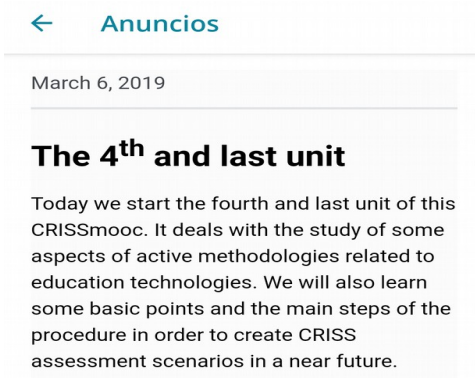 ← Anuncios
March 6, 2019
The 4th and last unit
Today we start the fourth and last unit of this
CRISSmooc. It deals with the study of some
aspects of active methodologies related to
education technologies. We will also learn
some basic points and the main steps of the
procedure in order to create CRISS
assessment scenarios in a near future.